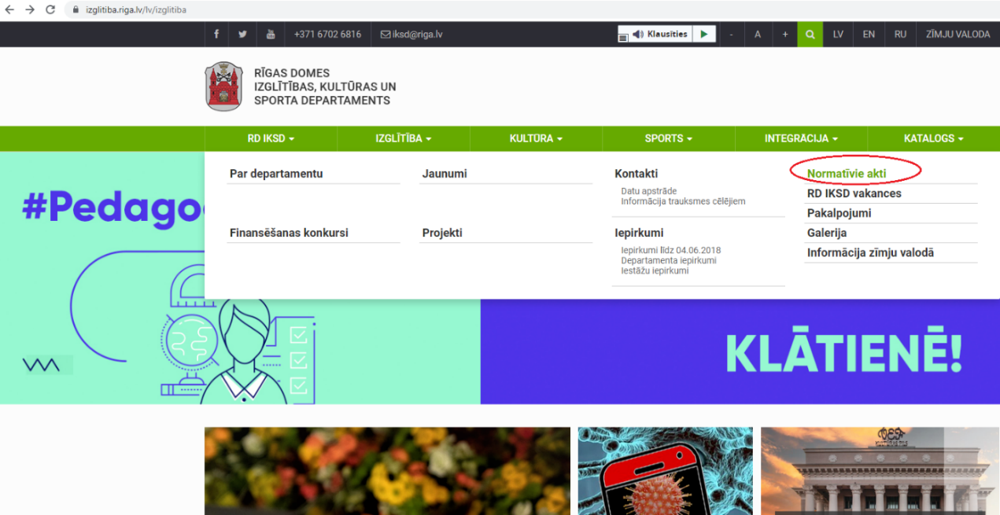 izglitiba.riga.lv/lv/izglitiba
+371 6702 6816
iksd@riga.lv
Klausīties
- A +
LV EN RU ZĪMJU VALODA
RĪGAS DOMES
IZGLĪTĪBAS, KULTŪRAS UN
SPORTA DEPARTAMENTS
RD IKSD IZGLĪTĪBA KULTŪRA SPORTS INTEGRĀCIJA KATALOGS
Par departamentu
Jaunumi
Kontakti
Datu apstrāde
Informācija trauksmes cēlējiem
Normatīvie akti
RD IKSD vakances
Pakalpojumi
Galerija
Informācija zīmju valodā
Finansēšanas konkursi
Projekti
Iepirkumi
Iepirkumi līdz 04.06.2018
Departamenta iepirkumi
Iestāžu iepirkumi
#Pedago
KLĀTIENĒ!
VEF
KULTŪRAS PILS